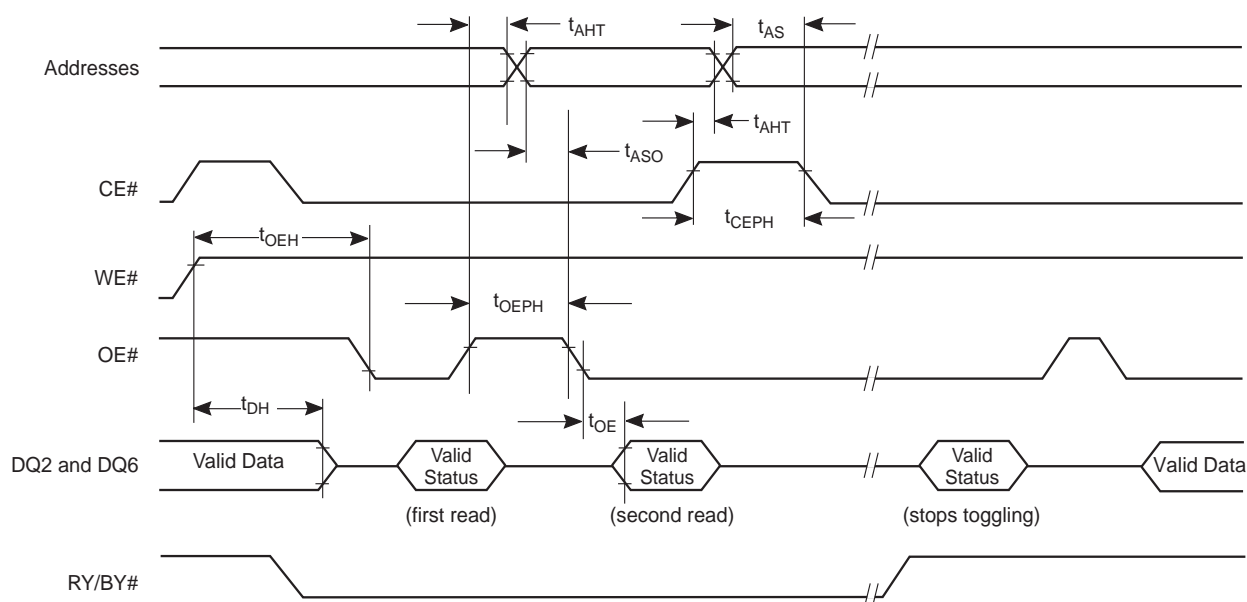 tAHT
tAS
Addresses
tAHT
tASO
CE#
tCEPH
tOEH
WE#
tOEPH
OE#
tDH
tOE
DQ2 and DQ6
Valid Data
Valid
Status
Valid
Status
Valid
Status
Valid Data
(first read)
(second read)
(stops toggling)
RY/BY#